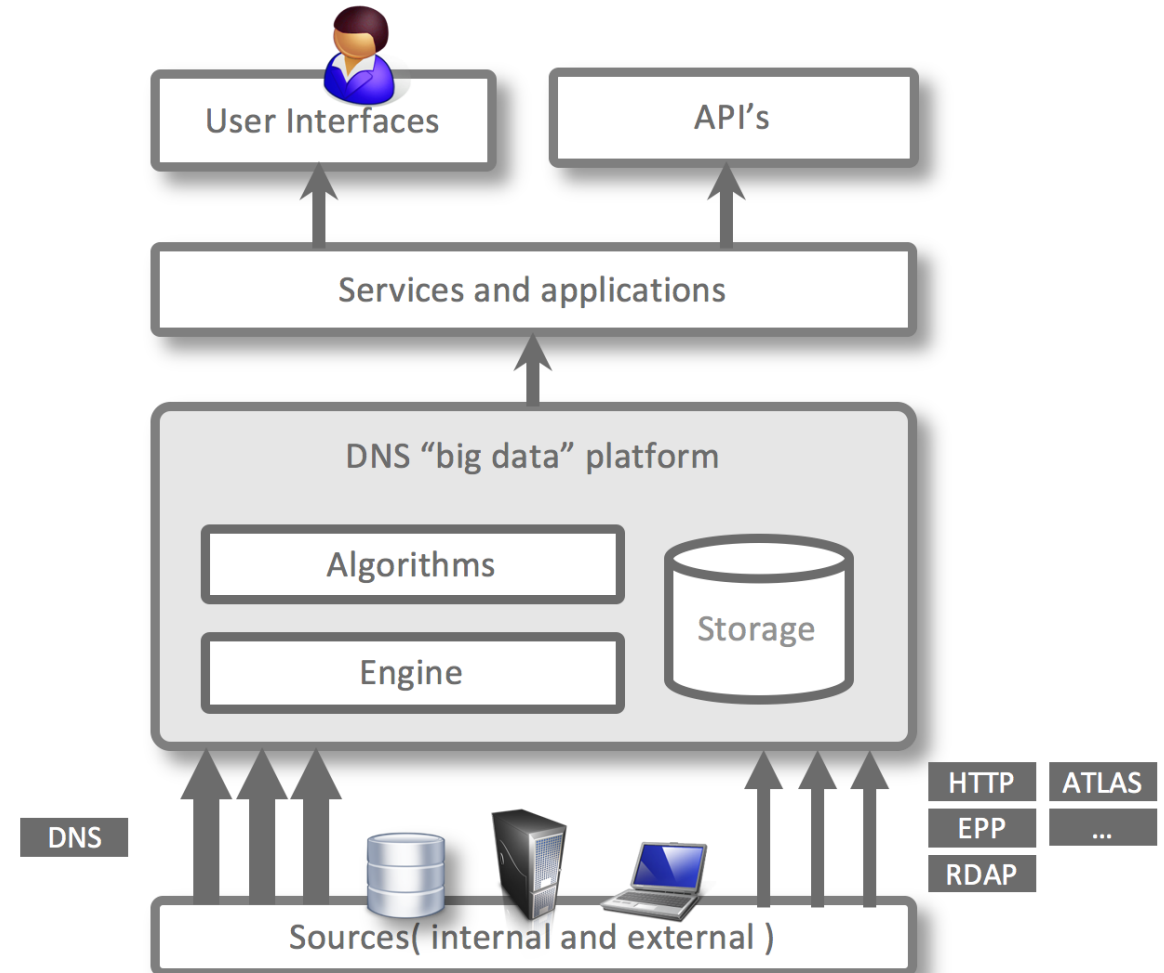 User Interfaces
API's
Services and applications
DNS “big data” platform
Algorithms
Storage
Engine
HTTP
ATLAS
DNS
EPP
...
RDAP
Sources( internal and external )